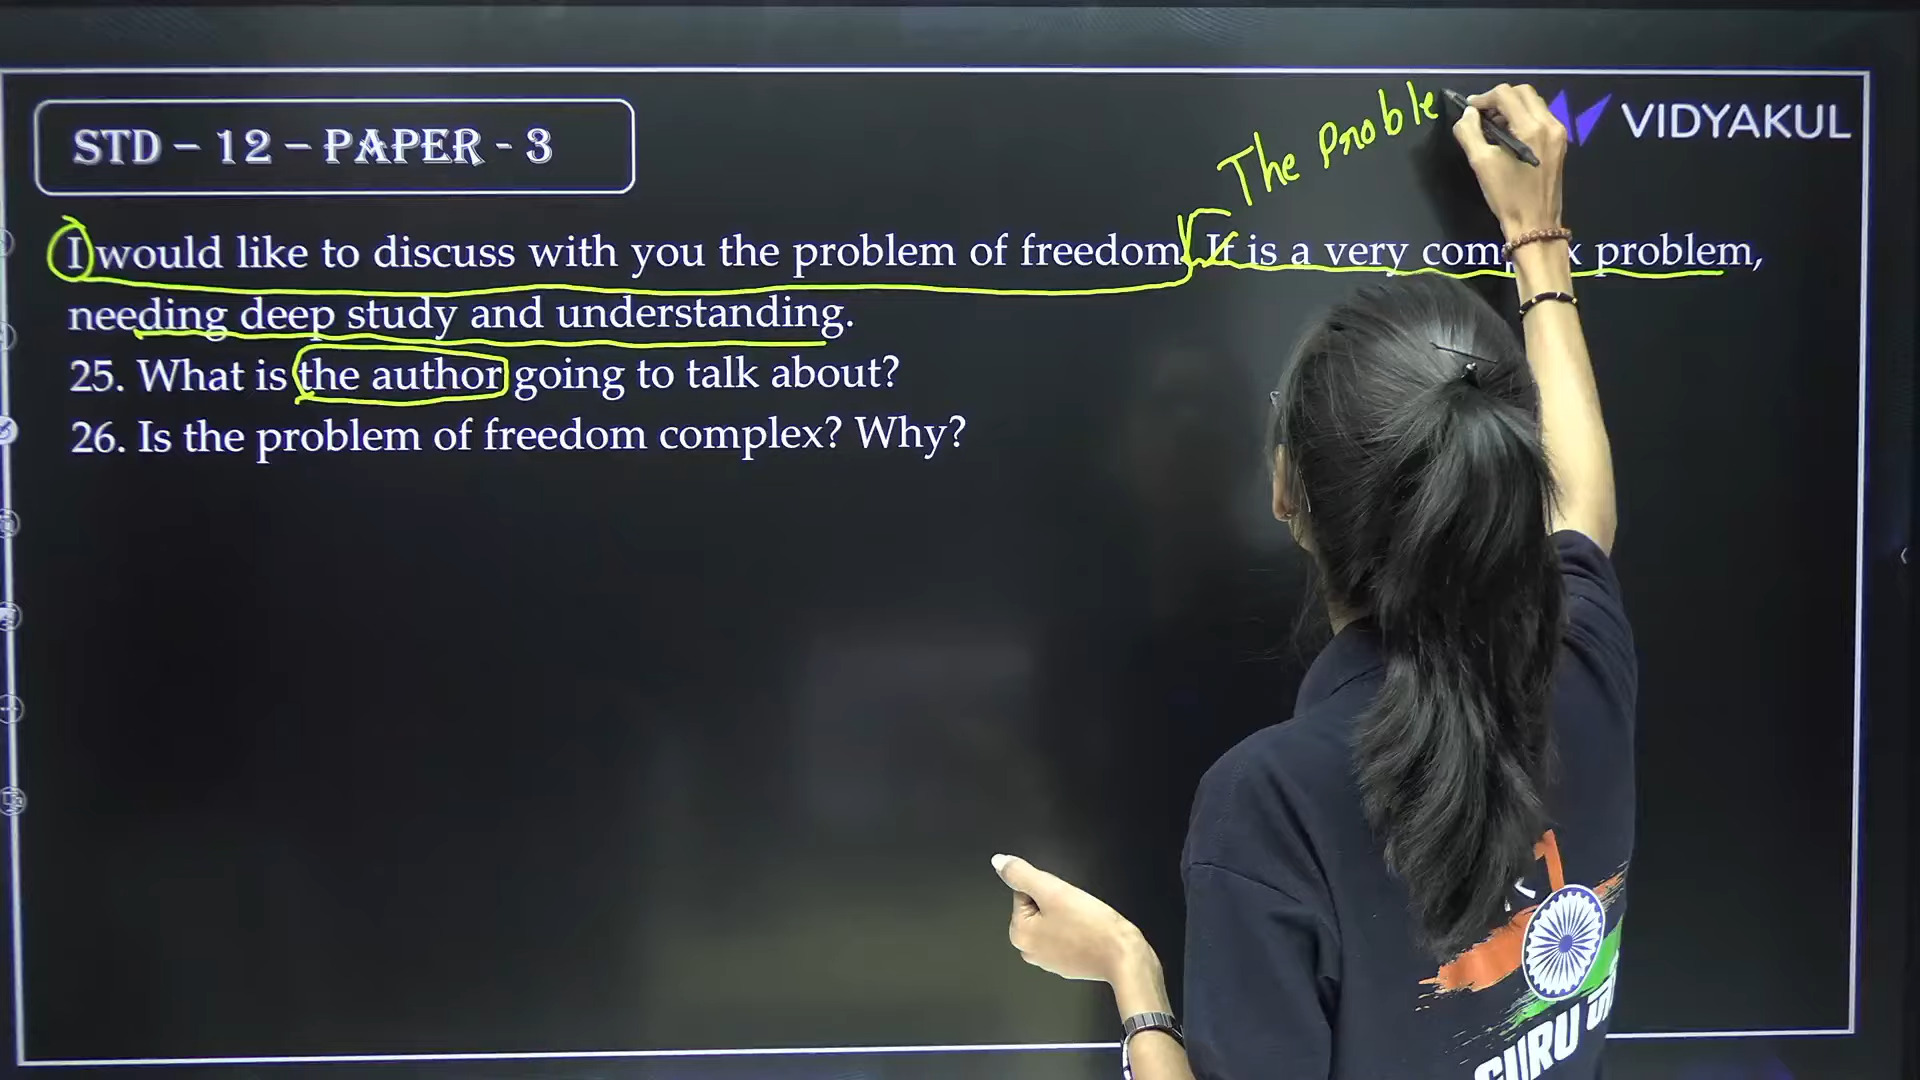 STD – 12 – PAPER - 3
VIDYAKUL
The Proble
I would like to discuss with you the problem of freedom. It is a very complex problem,
needing deep study and understanding.
25. What is the author going to talk about?
26. Is the problem of freedom complex? Why?
GURU